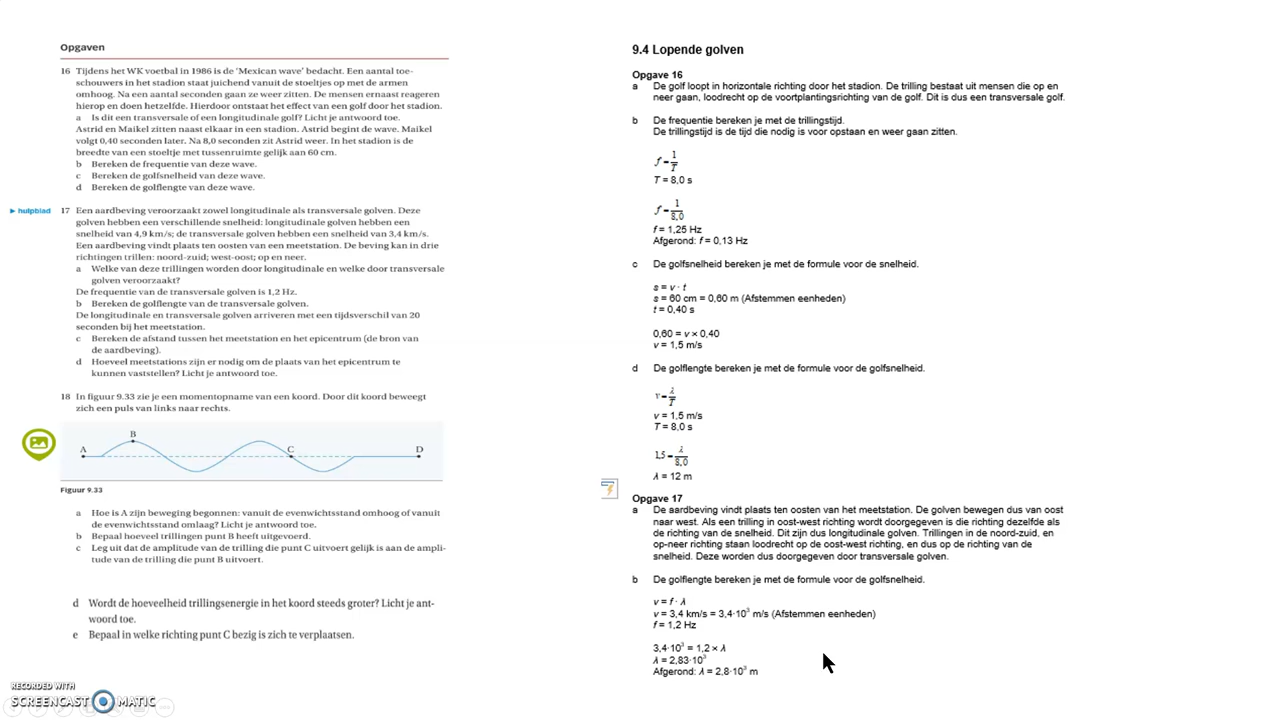 Opgaven
16 Tijdens het WK voetbal in 1986 is de 'Mexican wave' bedacht. Een aantal toe-
schouwers in het stadion staat juichend vanuit de stoeltjes op met de armen
omhoog. Na een aantal seconden gaan ze weer zitten. De mensen ernaast reageren
hierop en doen hetzelfde. Hierdoor ontstaat het effect van een golf door het stadion.
a Is dit een transversale of een longitudinale golf? Licht je antwoord toe.
Astrid en Maikel zitten naast elkaar in een stadion. Astrid begint de wave. Maikel
volgt 0,40 seconden later. Na 8,0 seconden zit Astrid weer. In het stadion is de
breedte van een stoeltje met tussenruimte gelijk aan 60 cm.
b Bereken de frequentie van deze wave.
c Bereken de golfsnelheid van deze wave.
d Bereken de golflengte van deze wave.
► hulpblad
17 Een aardbeving veroorzaakt zowel longitudinale als transversale golven. Deze
golven hebben een verschillende snelheid: longitudinale golven hebben een
snelheid van 4,9 km/s; de transversale golven hebben een snelheid van 3,4 km/s.
Een aardbeving vindt plaats ten oosten van een meetstation. De beving kan in drie
richtingen trillen: noord-zuid; west-oost; op en neer.
a Welke van deze trillingen worden door longitudinale en welke door transversale
golven veroorzaakt?
De frequentie van de transversale golf is 1,2 Hz.
b Bereken de golflengte van de transversale golven.
De longitudinale en transversale golven arriveren met een tijdsverschil van 20
seconden bij het meetstation.
c Bereken de afstand tussen het meetstation en het epicentrum (de bron van
de aardbeving).
d Hoeveel meetstations zijn er nodig om de plaats van het epicentrum te
kunnen vaststellen? Licht je antwoord toe.
18 In figuur 9.33 zie je een momentopname van een koord. Door dit koord beweegt
zich een puls van links naar rechts.
A B C D
Figuur 9.33
a Hoe is A zijn beweging begonnen: vanuit de evenwichtsstand omhoog of vanuit
de evenwichtsstand omlaag? Licht je antwoord toe.
b Bepaal hoeveel trillingen punt B heeft uitgevoerd.
c Leg uit dat de amplitude van de trilling die punt C uitvoert gelijk is aan de ampli-
tude van de trilling die punt B uitvoert.
d Wordt de hoeveelheid trillingsenergie in het koord steeds groter? Licht je ant-
woord toe.
e Bepaal in welke richting punt C bezig is zich te verplaatsen.
RECORDED WITH
SCREENCAST MATIC
9.4 Lopende golven
Opgave 16
a De golf loopt in horizontale richting door het stadion. De trilling bestaat uit mensen die op en
neer gaan, loodrecht op de voortplantingsrichting van de golf. Dit is dus een transversale golf.
b De frequentie bereken je met de trillingstijd.
De trillingstijd is de tijd die nodig is voor opstaan en weer gaan zitten.
f = 1/T
T = 8,0 s
f = 1/8,0
f = 1,25 Hz
Afgerond: f = 0,13 Hz
c De golfsnelheid bereken je met de formule voor de snelheid.
s = v · t
s = 60 cm = 0,60 m (Afstemmen eenheden)
t = 0,40 s
0,60 = v × 0,40
v = 1,5 m/s
d De golflengte bereken je met de formule voor de golfsnelheid.
v = λ/T
v = 1,5 m/s
T = 8,0 s
1,5 = λ/8,0
λ = 12 m
Opgave 17
a De aardbeving vindt plaats ten oosten van het meetstation. De golven bewegen dus van oost
naar west. Als een trilling in oost-west richting wordt doorgegeven is die richting dezelfde als
de richting van de snelheid. Dit zijn dus longitudinale golven. Trillingen in de noord-zuid, en
op-neer richting staan loodrecht op de oost-west richting, en dus op de richting van de
snelheid. Deze worden dus doorgegeven door transversale golven.
b De golflengte bereken je met de formule voor de golfsnelheid.
v = f · λ
v = 3,4 km/s = 3,4·10³ m/s (Afstemmen eenheden)
f = 1,2 Hz
3,4·10³ = 1,2 × λ
λ = 2,83·10³
Afgerond: λ = 2,8·10³ m